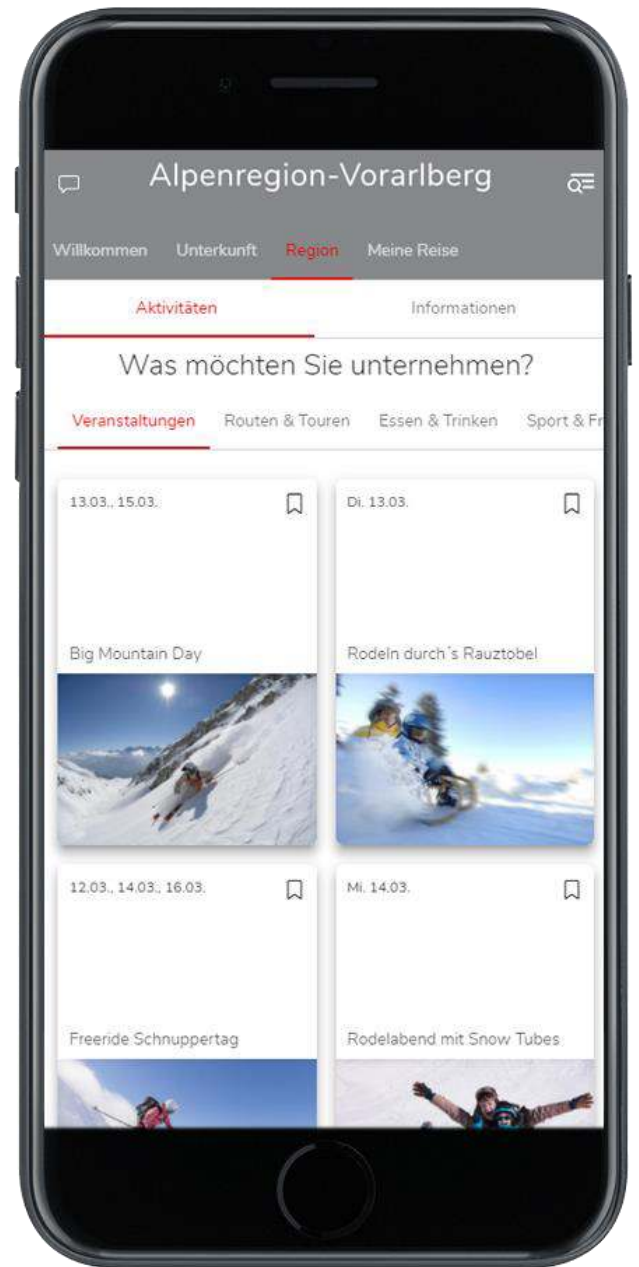 Alpenregion-Vorarlberg
Willkommen Unterkunft Region Meine Reise
Aktivitäten Informationen
Was möchten Sie unternehmen?
Veranstaltungen Routen & Touren Essen & Trinken Sport & Fr
13.03., 15.03. Di. 13.03.
Big Mountain Day Rodeln durch´s Rauztobel
12.03., 14.03., 16.03. Mi. 14.03.
Freeride Schnuppertag Rodelabend mit Snow Tubes